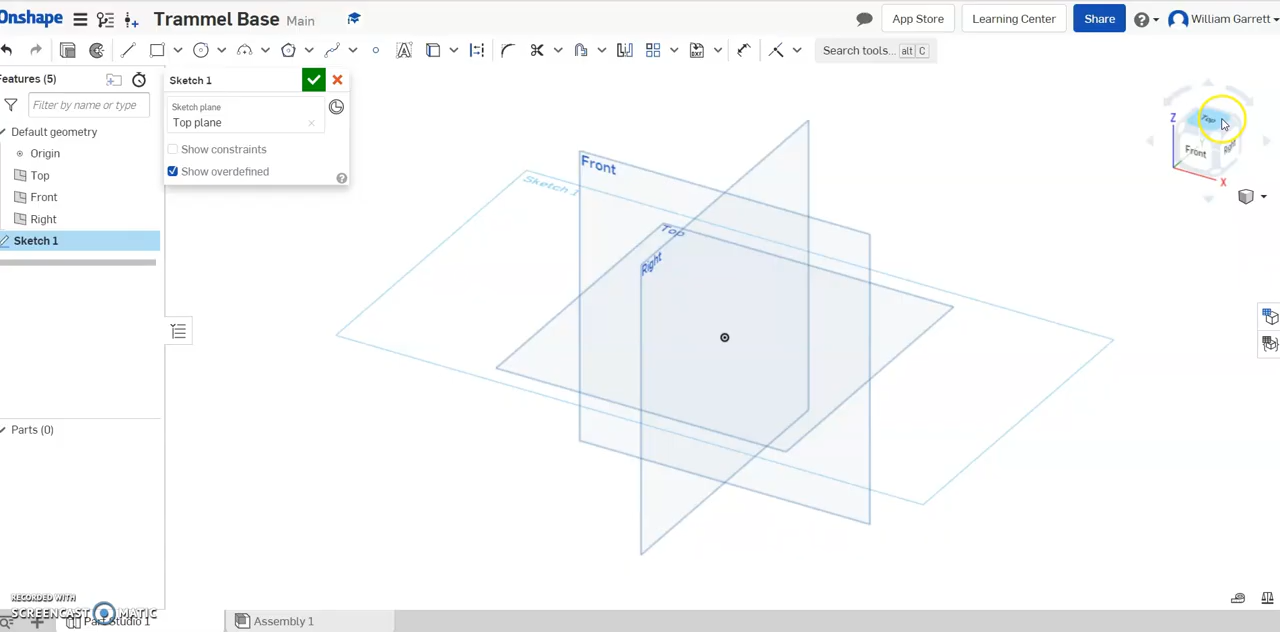 Onshape Trammel Base Main App Store Learning Center Share William Garrett
Search tools... alt C
Features (5)
Sketch 1
Filter by name or type
Sketch plane
Top plane
Default geometry
Show constraints
Origin
Show overdefined
Top
Front
Right
Sketch 1
Parts (0)
Front
Sketch 1
Top
Right
Z
Top
Front
Right
X
RECORDED WITH
SCREENCAST MATIC
Part Studio 1
Assembly 1